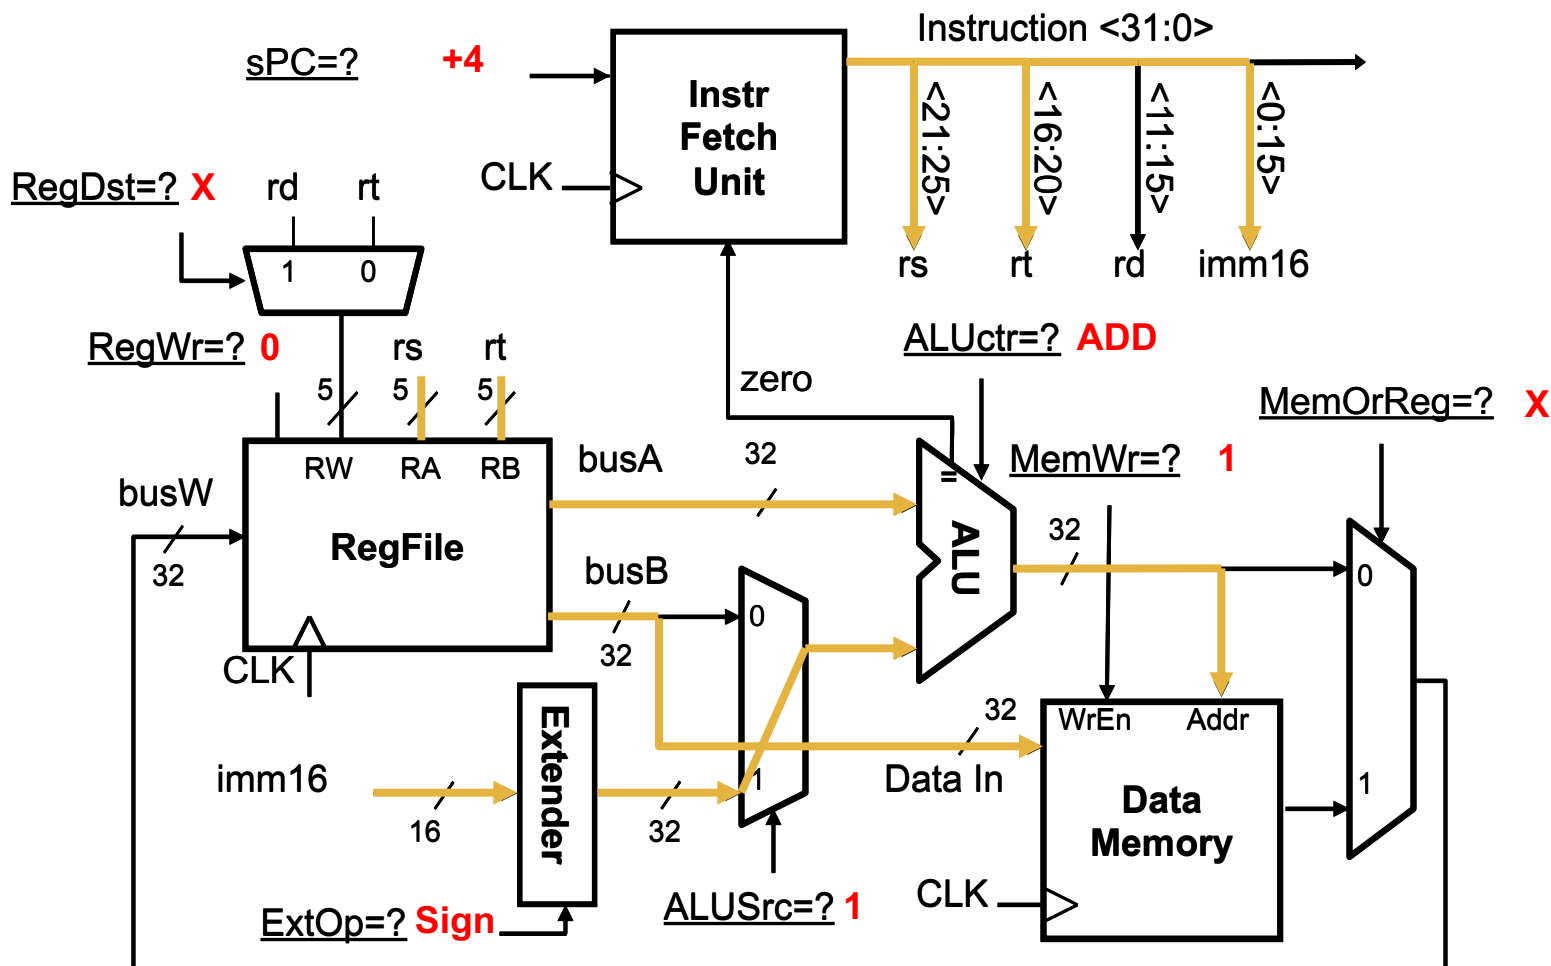 Instruction <31:0>
sPC=? +4
Instr
Fetch
Unit
<21:25>
<16:20>
<11:15>
<0:15>
CLK
RegDst=? X
rd rt
1 0
rs rt rd imm16
RegWr=? 0
rs rt
ALUctr=? ADD
5 5 5
zero
MemOrReg=? X
RW RA RB
busA
32
MemWr=? 1
=
busW
32
RegFile
ALU
32
0
busB
0
32
CLK
Extender
32
WrEn Addr
imm16
16
32
1
Data In
Data
Memory
1
CLK
ALUSrc=? 1
ExtOp=? Sign